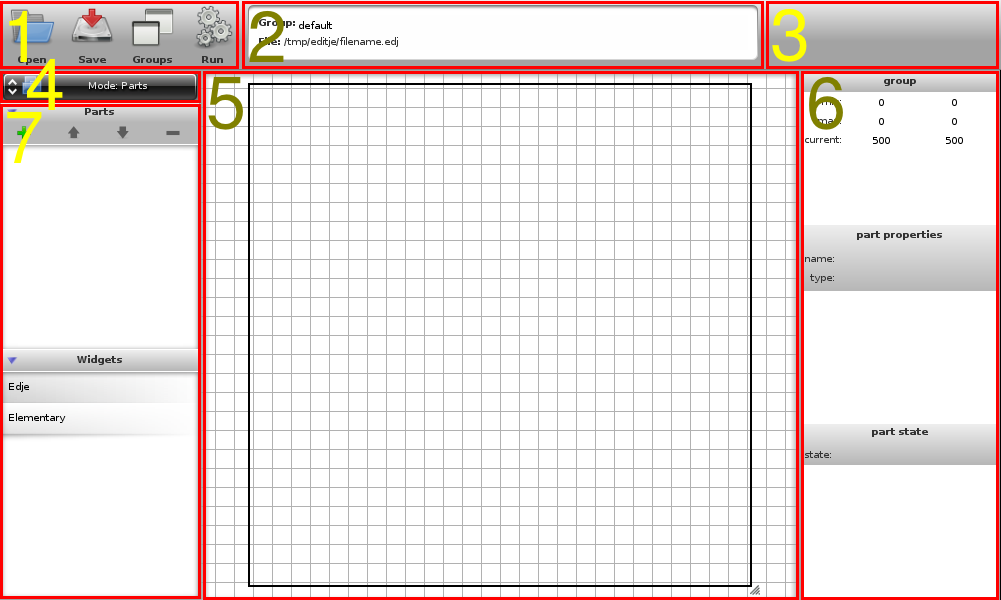 1
Open Save Groups Run
2
Group: default
File: /tmp/editje/filename.edj
3
4
Mode: Parts
7
Parts
Widgets
Edje
Elementary
5
6
group
min: 0 0
max: 0 0
current: 500 500
part properties
name:
type:
part state
state: